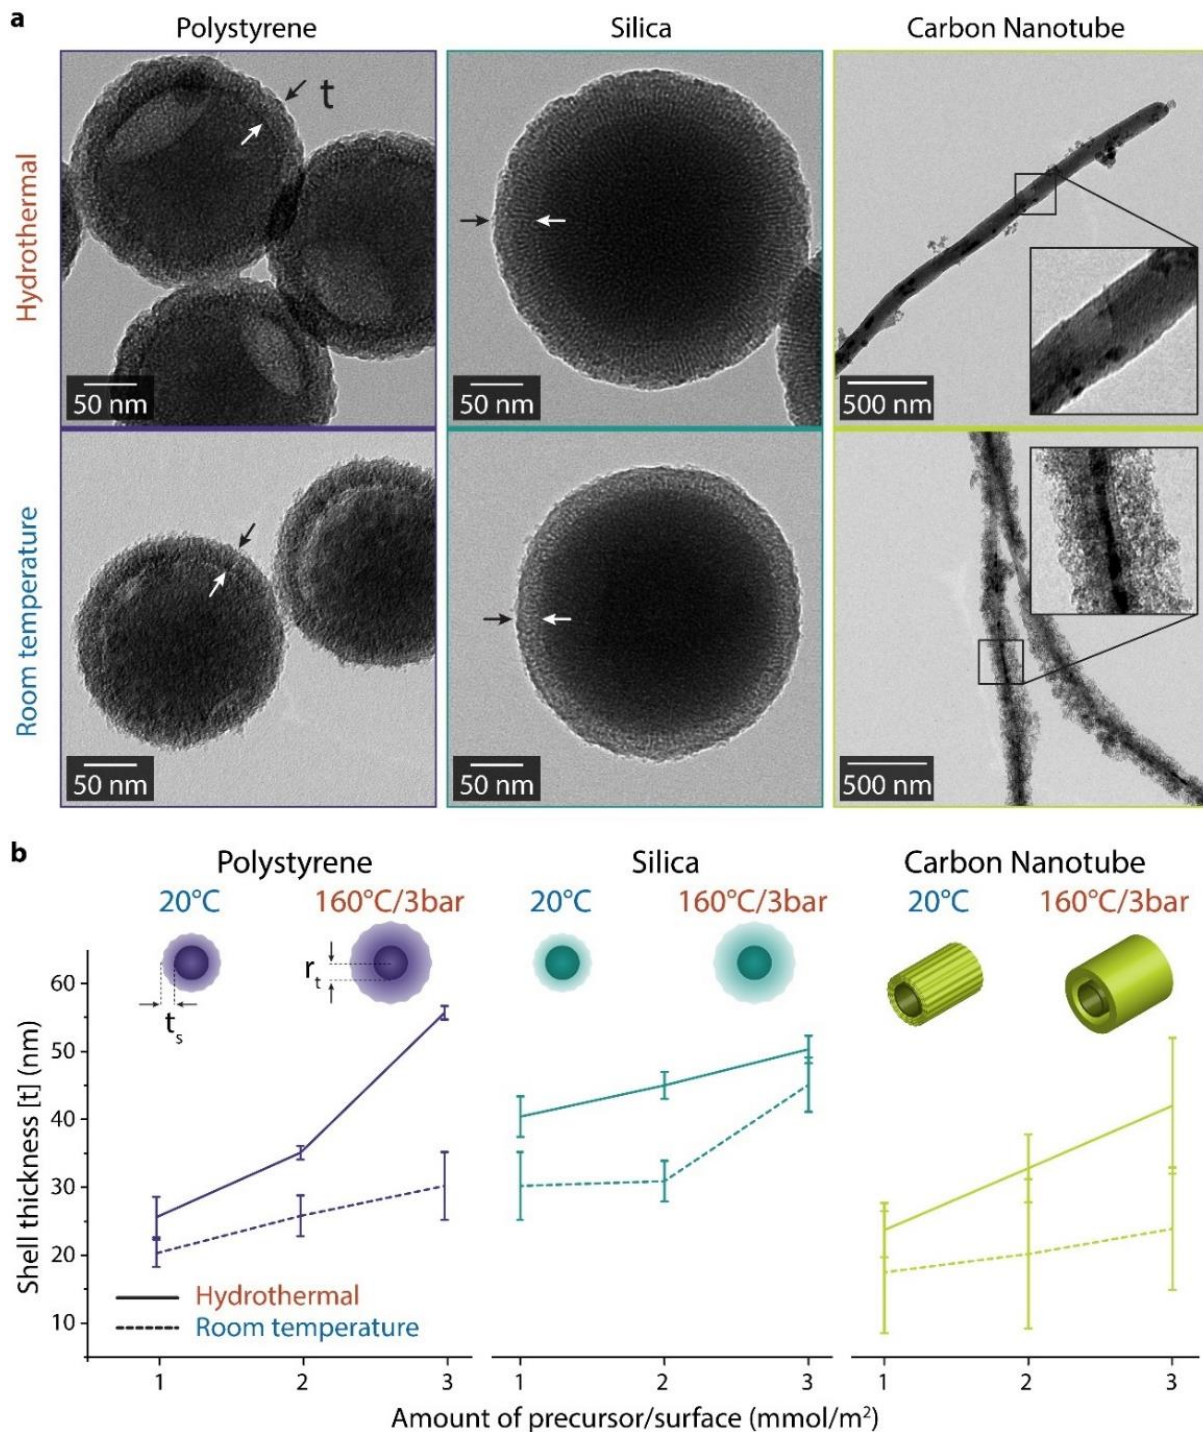 a
Polystyrene
Silica
Carbon Nanotube
Hydrothermal
t
50 nm
50 nm
500 nm
Room temperature
50 nm
50 nm
500 nm
b
Polystyrene
Silica
Carbon Nanotube
20°C
160°C/3bar
20°C
160°C/3bar
20°C
160°C/3bar
rt
ts
Shell thickness [t] (nm)
60
50
40
30
20
10
Hydrothermal
Room temperature
1 2 3
1 2 3
1 2 3
Amount of precursor/surface (mmol/m²)